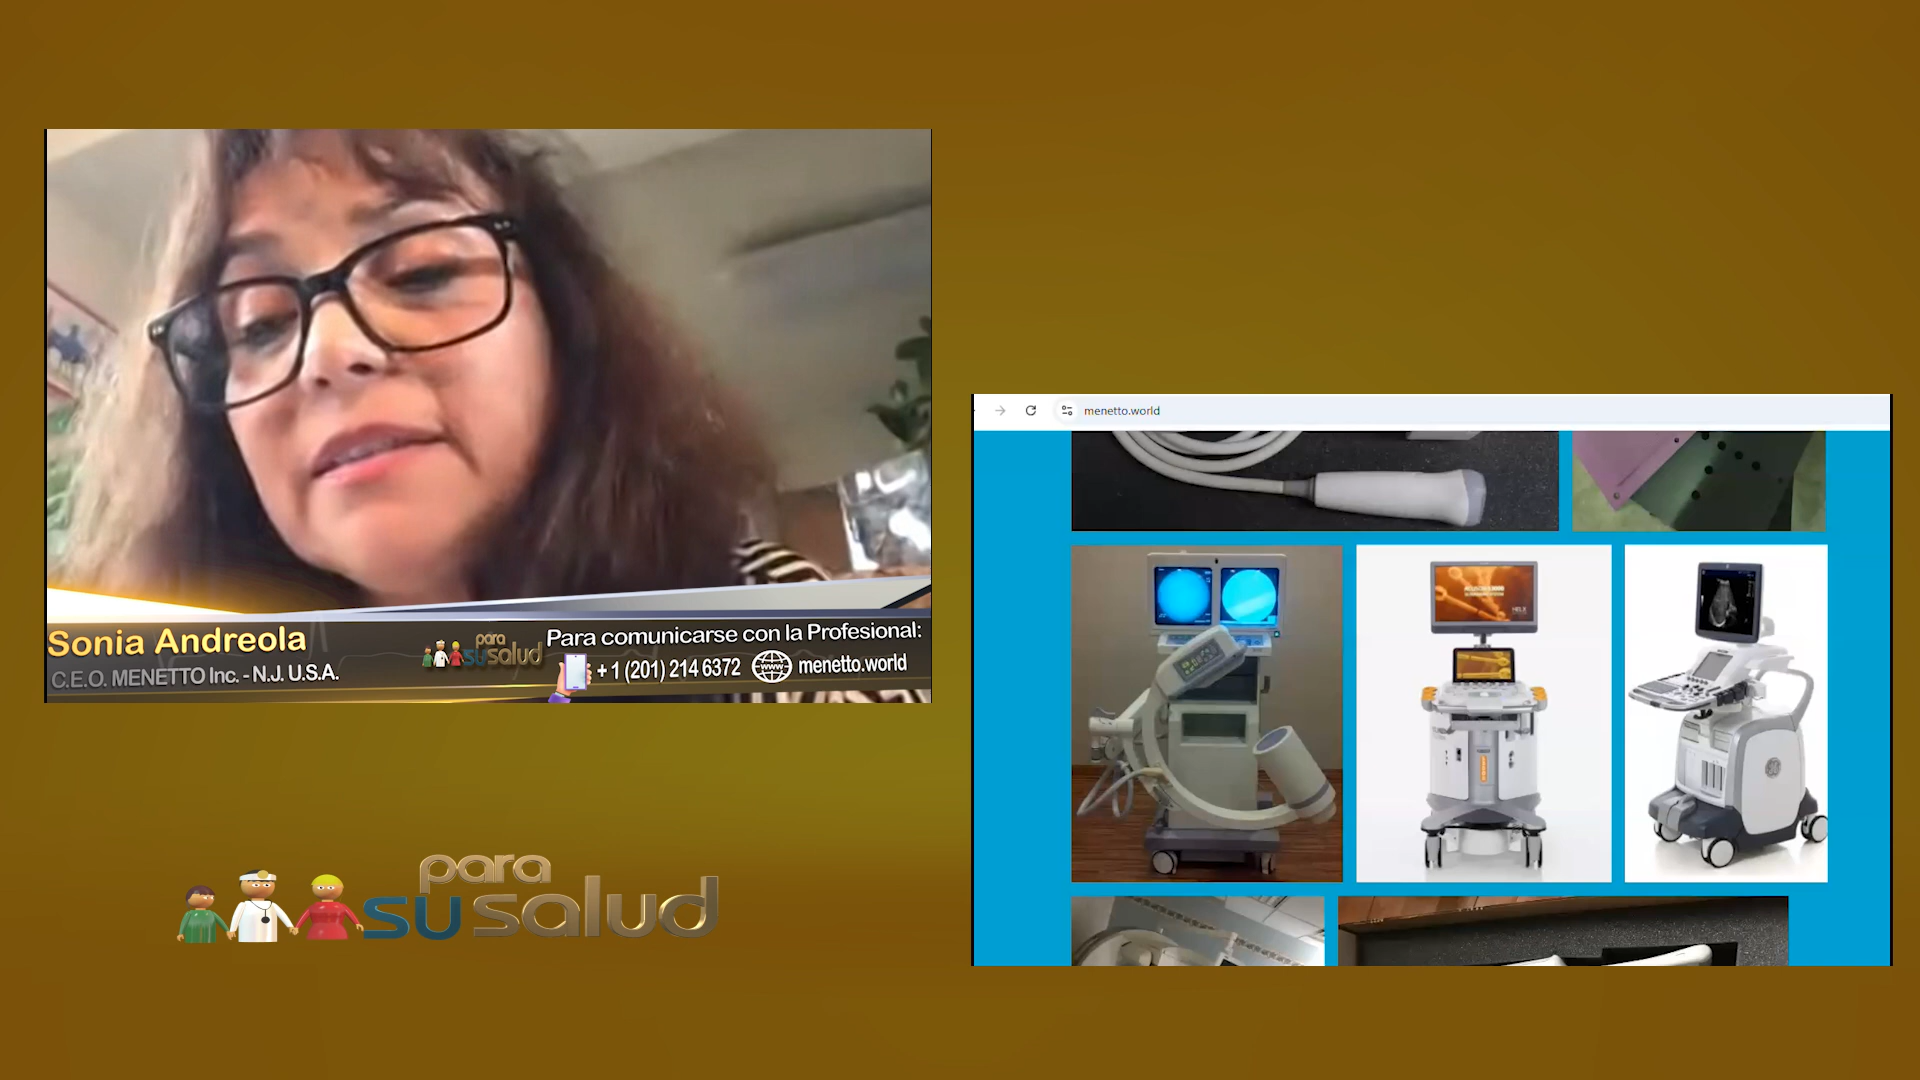 Sonia Andreola
C.E.O. MENETTO Inc. - N.J. U.S.A.
para
su salud
Para comunicarse con la Profesional:
+ 1 (201) 214 6372
www
menetto.world
para
su salud
menetto.world